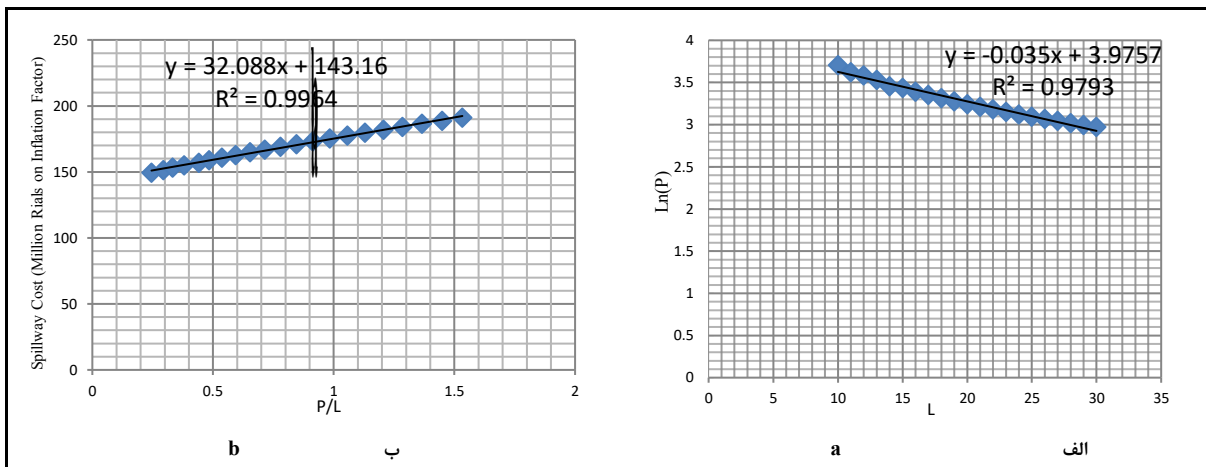 Spillway Cost (Million Rials on Inflation Factor)
250
200
150
100
50
0
y = 32.088x + 143.16
R² = 0.9964
0 0.5 1 1.5 2
P/L
b ب
Ln(P)
4
3.5
3
2.5
2
1.5
1
0.5
0
y = -0.035x + 3.9757
R² = 0.9793
0 5 10 15 20 25 30 35
L
a الف